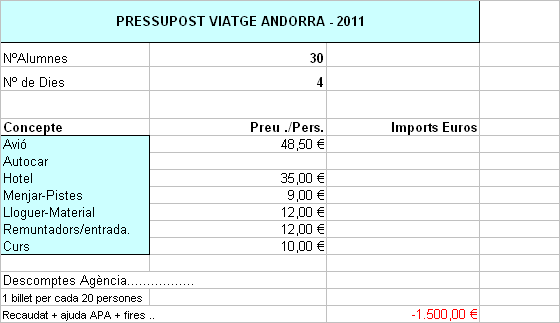 PRESSUPOST VIATGE ANDORRA - 2011
NºAlumnes 30
Nº de Dies 4
Concepte Preu ./Pers. Imports Euros
Avió 48,50 €
Autocar
Hotel 35,00 €
Menjar-Pistes 9,00 €
Lloguer-Material 12,00 €
Remuntadors/entrada. 12,00 €
Curs 10,00 €
Descomptes Agència.................
1 billet per cada 20 persones
Recaudat + ajuda APA + fires .. -1.500,00 €